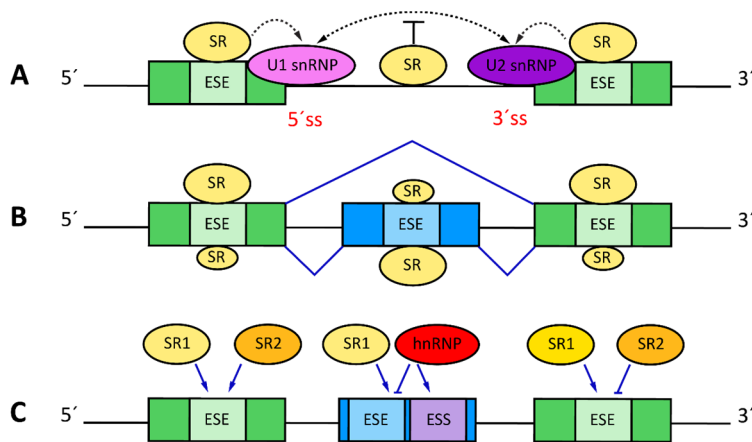 SR SR
U1 snRNP SR U2 snRNP
A 5´ ESE ESE 3´
5´ss 3´ss
SR SR SR
B 5´ ESE ESE ESE 3´
SR SR SR
SR1 SR2 SR1 hnRNP SR1 SR2
C 5´ ESE ESE ESS ESE 3´